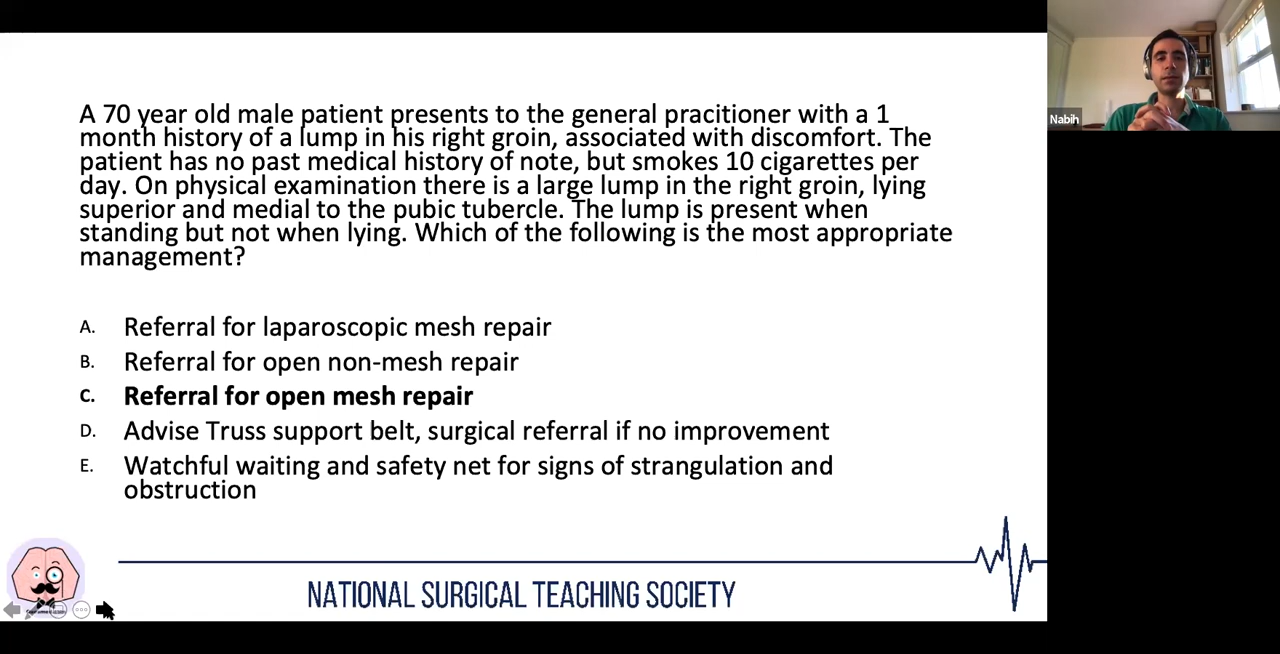 A 70 year old male patient presents to the general pracitioner with a 1
month history of a lump in his right groin, associated with discomfort. The
patient has no past medical history of note, but smokes 10 cigarettes per
day. On physical examination there is a large lump in the right groin, lying
superior and medial to the pubic tubercle. The lump is present when
standing but not when lying. Which of the following is the most appropriate
management?
A. Referral for laparoscopic mesh repair
B. Referral for open non-mesh repair
C. Referral for open mesh repair
D. Advise Truss support belt, surgical referral if no improvement
E. Watchful waiting and safety net for signs of strangulation and
obstruction
NATIONAL SURGICAL TEACHING SOCIETY
Nabih